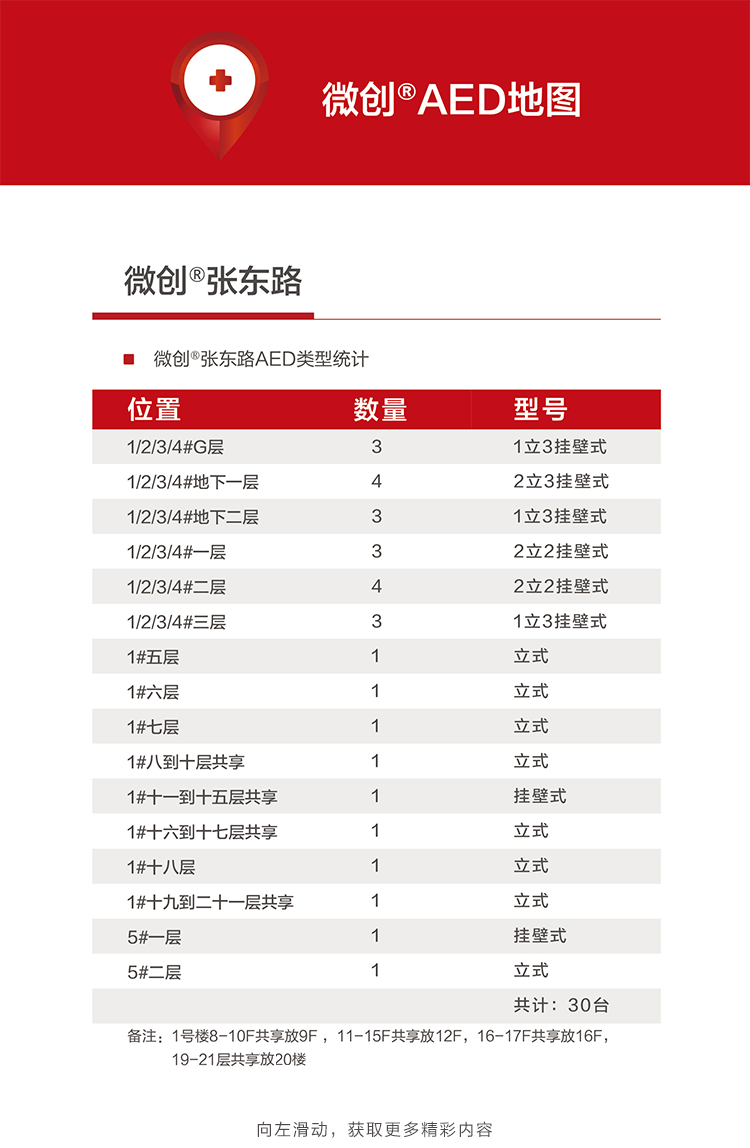 微创®AED地图
微创®张东路
微创®张东路AED类型统计
位置 数量 型号
1/2/3/4#G层 3 1立3挂壁式
1/2/3/4#地下一层 4 2立3挂壁式
1/2/3/4#地下二层 3 1立3挂壁式
1/2/3/4#一层 3 2立2挂壁式
1/2/3/4#二层 4 2立2挂壁式
1/2/3/4#三层 3 1立3挂壁式
1#五层 1 立式
1#六层 1 立式
1#七层 1 立式
1#八到十层共享 1 立式
1#十一到十五层共享 1 挂壁式
1#十六到十七层共享 1 立式
1#十八层 1 立式
1#十九到二十一层共享 1 立式
5#一层 1 挂壁式
5#二层 1 立式
共计：30台
备注：1号楼8-10F共享放9F ，11-15F共享放12F，16-17F共享放16F，
19-21层共享放20楼
向左滑动，获取更多精彩内容